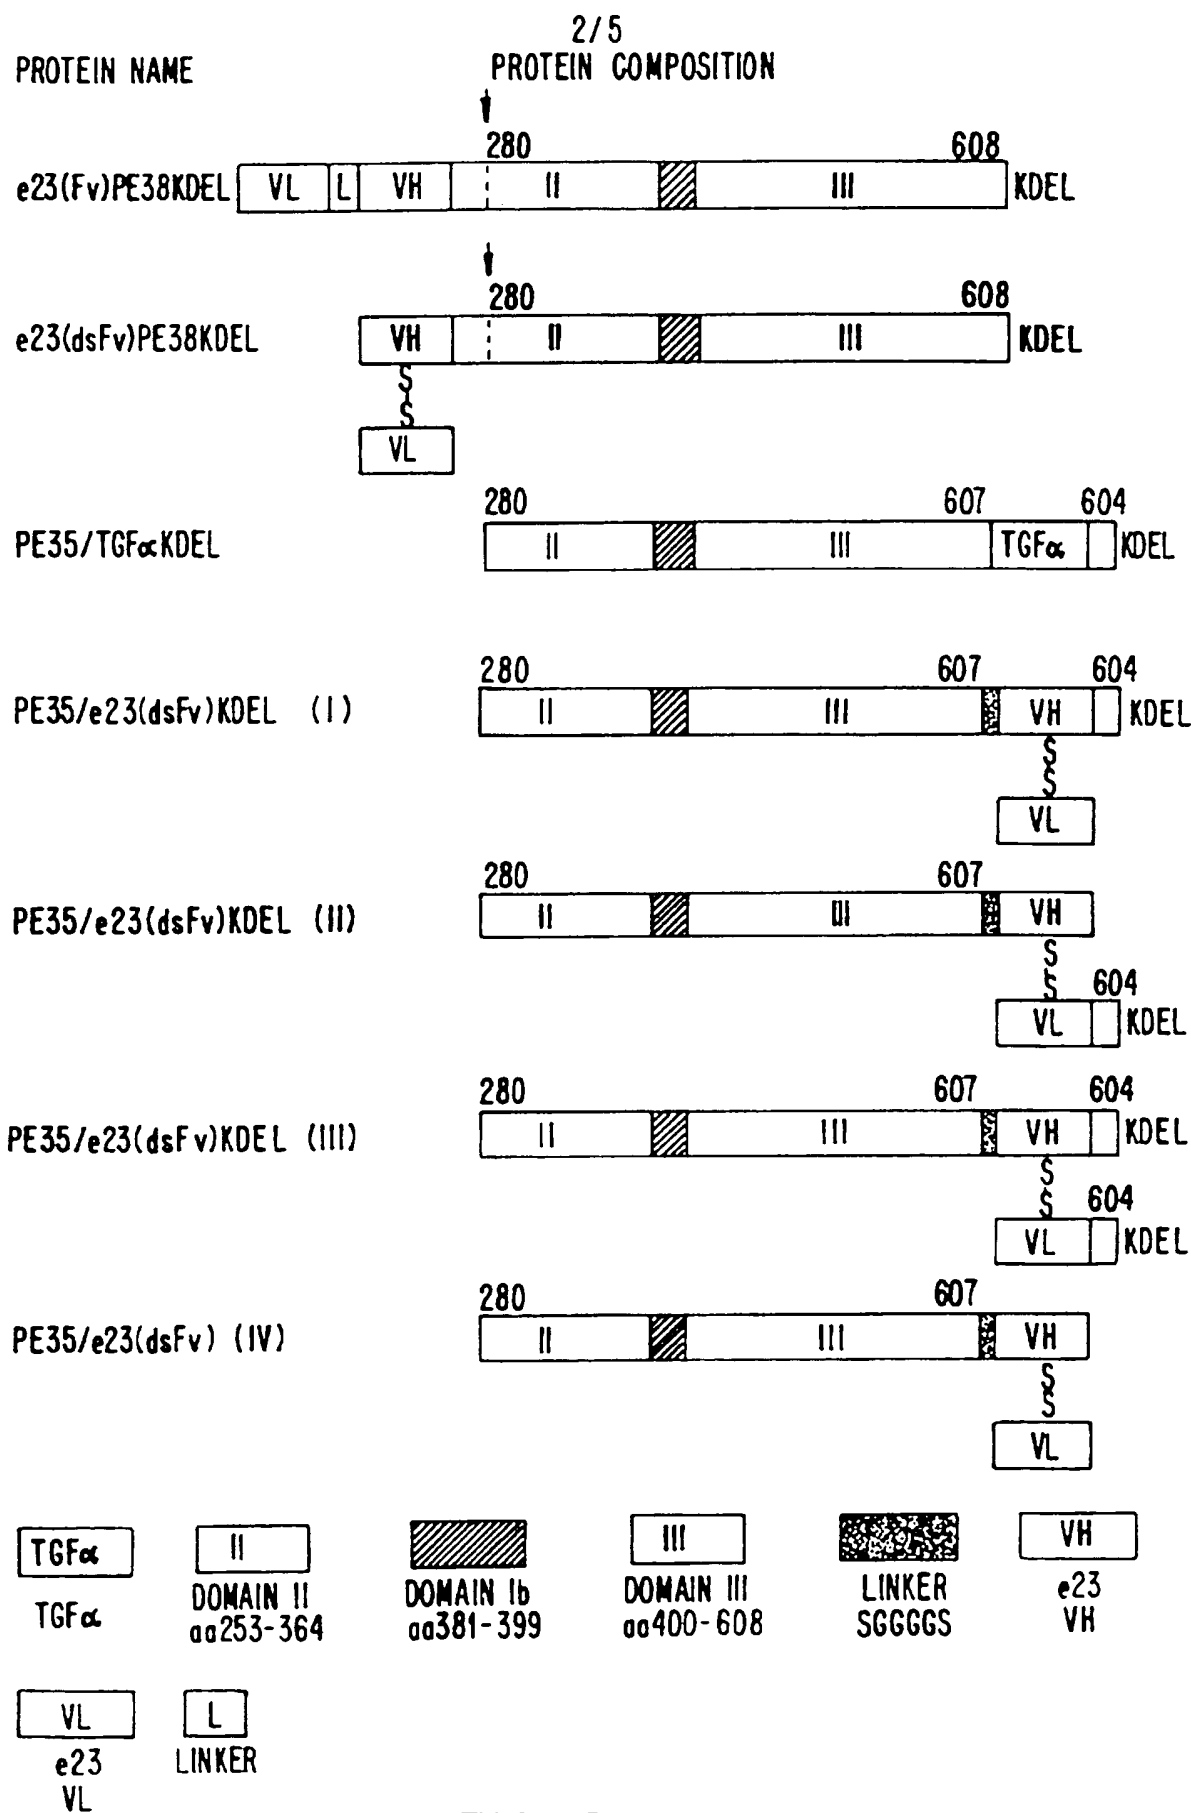 2/5
PROTEIN NAME PROTEIN COMPOSITION
280 608
e23(Fv)PE38KDEL VL L VH II III KDEL
280 608
e23(dsFv)PE38KDEL VH II III KDEL
S
S
VL
280 607 604
PE35/TGFαKDEL II III TGFα KDEL
280 607 604
PE35/e23(dsFv)KDEL (I) II III VH KDEL
S
S
VL
280 607
PE35/e23(dsFv)KDEL (II) II III VH
S
S 604
VL KDEL
280 607 604
PE35/e23(dsFv)KDEL (III) II III VH KDEL
S
S 604
VL KDEL
280 607
PE35/e23(dsFv) (IV) II III VH
S
S
VL
TGFα II III VH
TGFα DOMAIN II DOMAIN Ib DOMAIN III LINKER e23
aa253-364 aa381-399 aa400-608 SGGGGS VH
VL L
e23 LINKER
VL